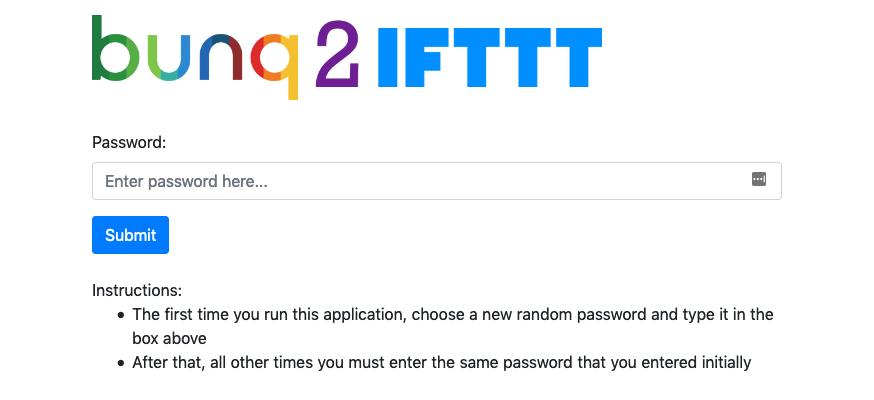 bunq 2 IFTTT
Password:
Enter password here...
Submit
Instructions:
The first time you run this application, choose a new random password and type it in the
box above
After that, all other times you must enter the same password that you entered initially